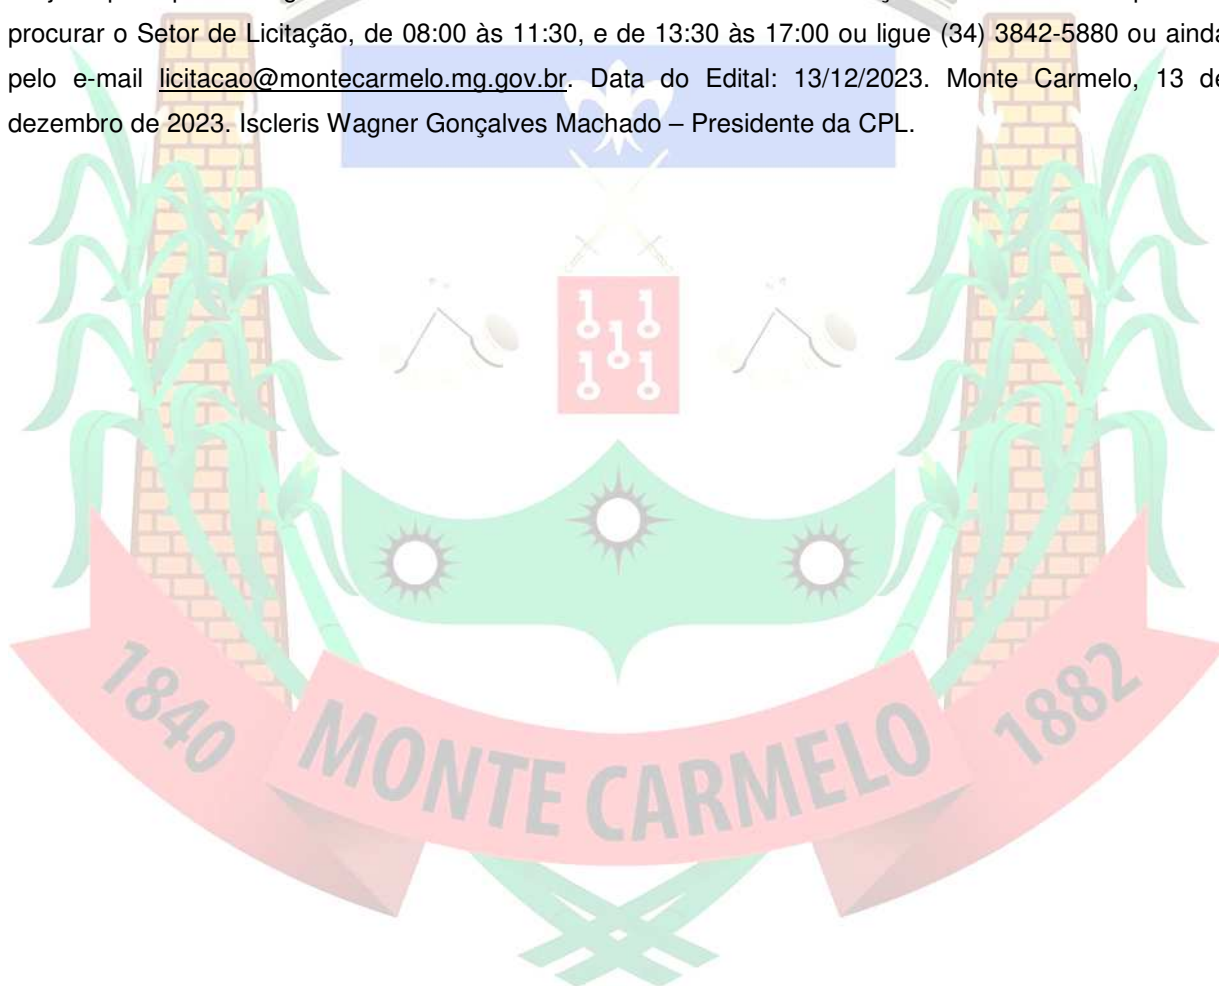 procurar o Setor de Licitação, de 08:00 às 11:30, e de 13:30 às 17:00 ou ligue (34) 3842-5880 ou ainda
pelo e-mail licitacao@montecarmelo.mg.gov.br. Data do Edital: 13/12/2023. Monte Carmelo, 13 de
dezembro de 2023. Iscleris Wagner Gonçalves Machado – Presidente da CPL.
1840
MONTE CARMELO
1882